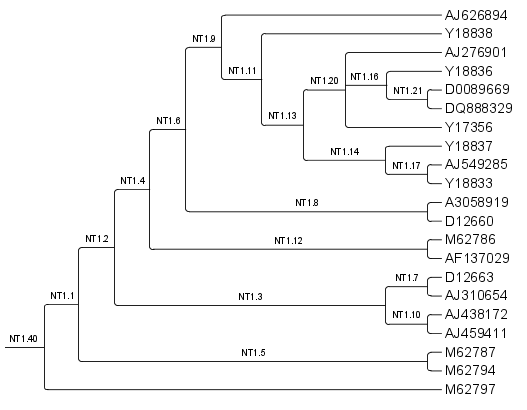 AJ626894
NT1.9
Y18838
AJ276901
NT1.11
NT1.20
NT1.16
Y18836
NT1.21
D0089669
DQ888329
NT1.6
NT1.13
Y17356
Y18837
NT1.14
NT1.17
AJ549285
Y18833
NT1.4
NT1.8
A3058919
D12660
NT1.2
NT1.12
M62786
AF137029
NT1.7
D12663
NT1.1
NT1.3
AJ310654
NT1.10
AJ438172
AJ459411
NT1.40
NT1.5
M62787
M62794
M62797